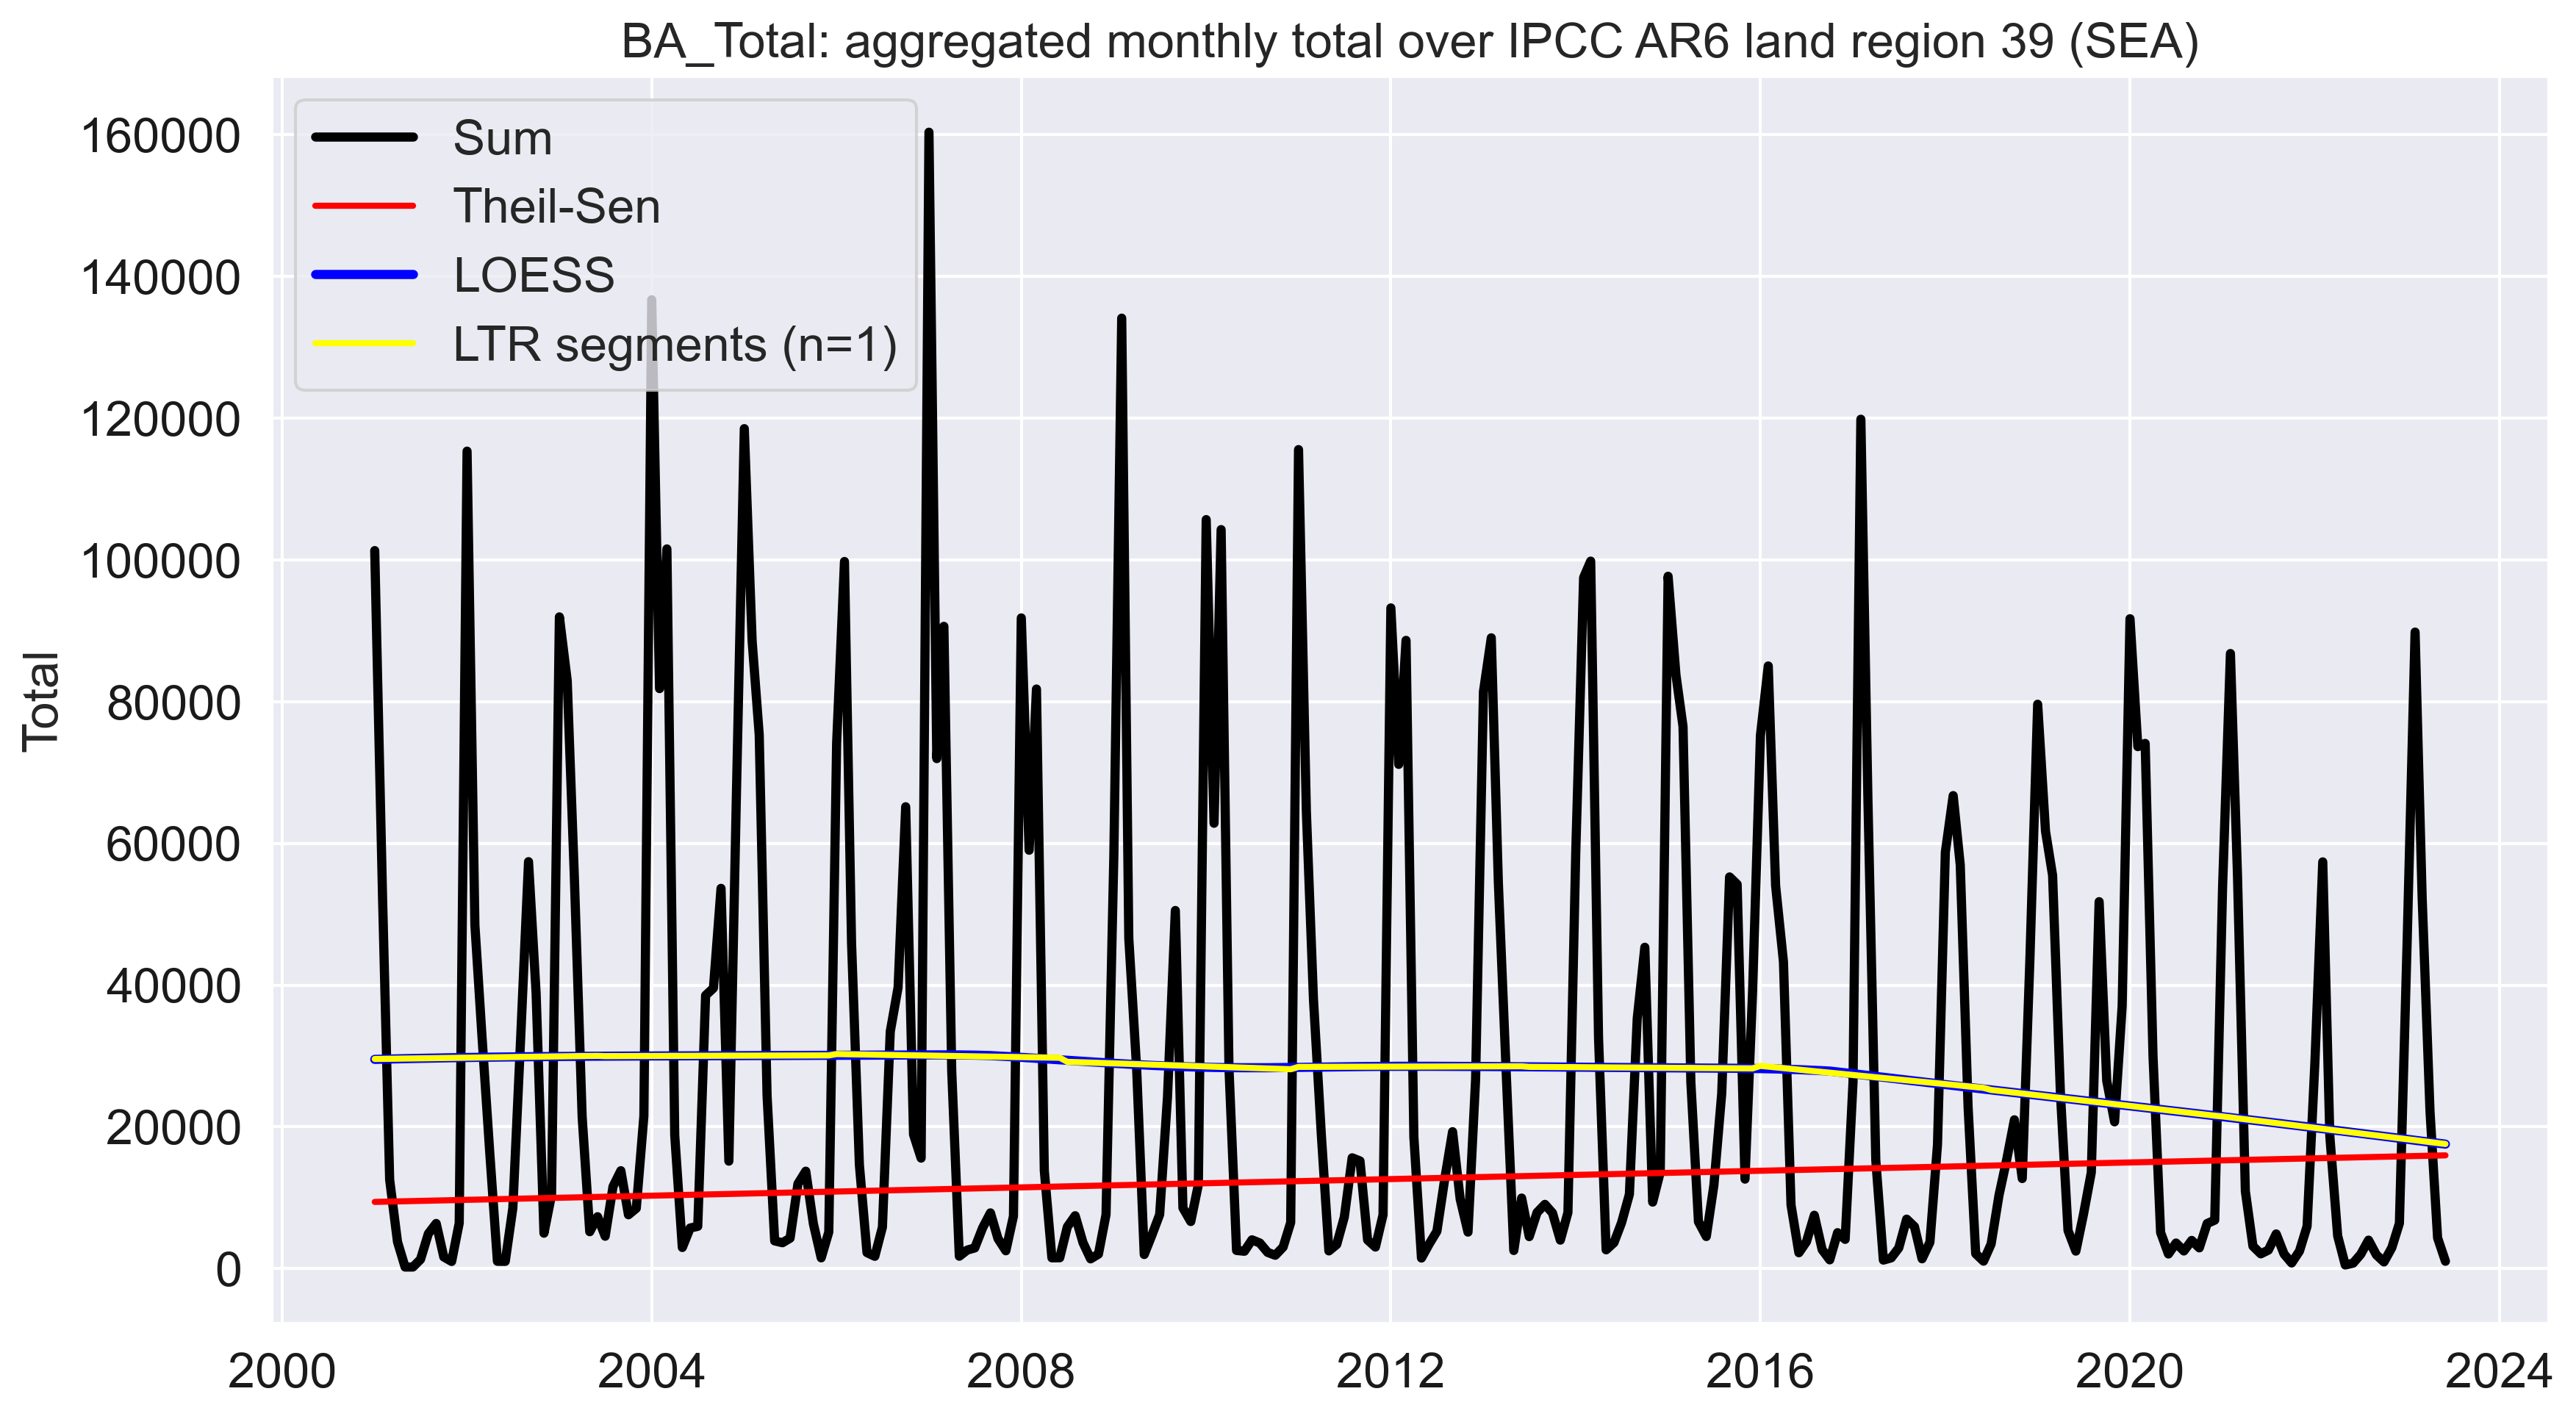 BA_Total: aggregated monthly total over IPCC AR6 land region 39 (SEA)
Sum
Theil-Sen
LOESS
LTR segments (n=1)
Total
160000
140000
120000
100000
80000
60000
40000
20000
0
2000 2004 2008 2012 2016 2020 2024